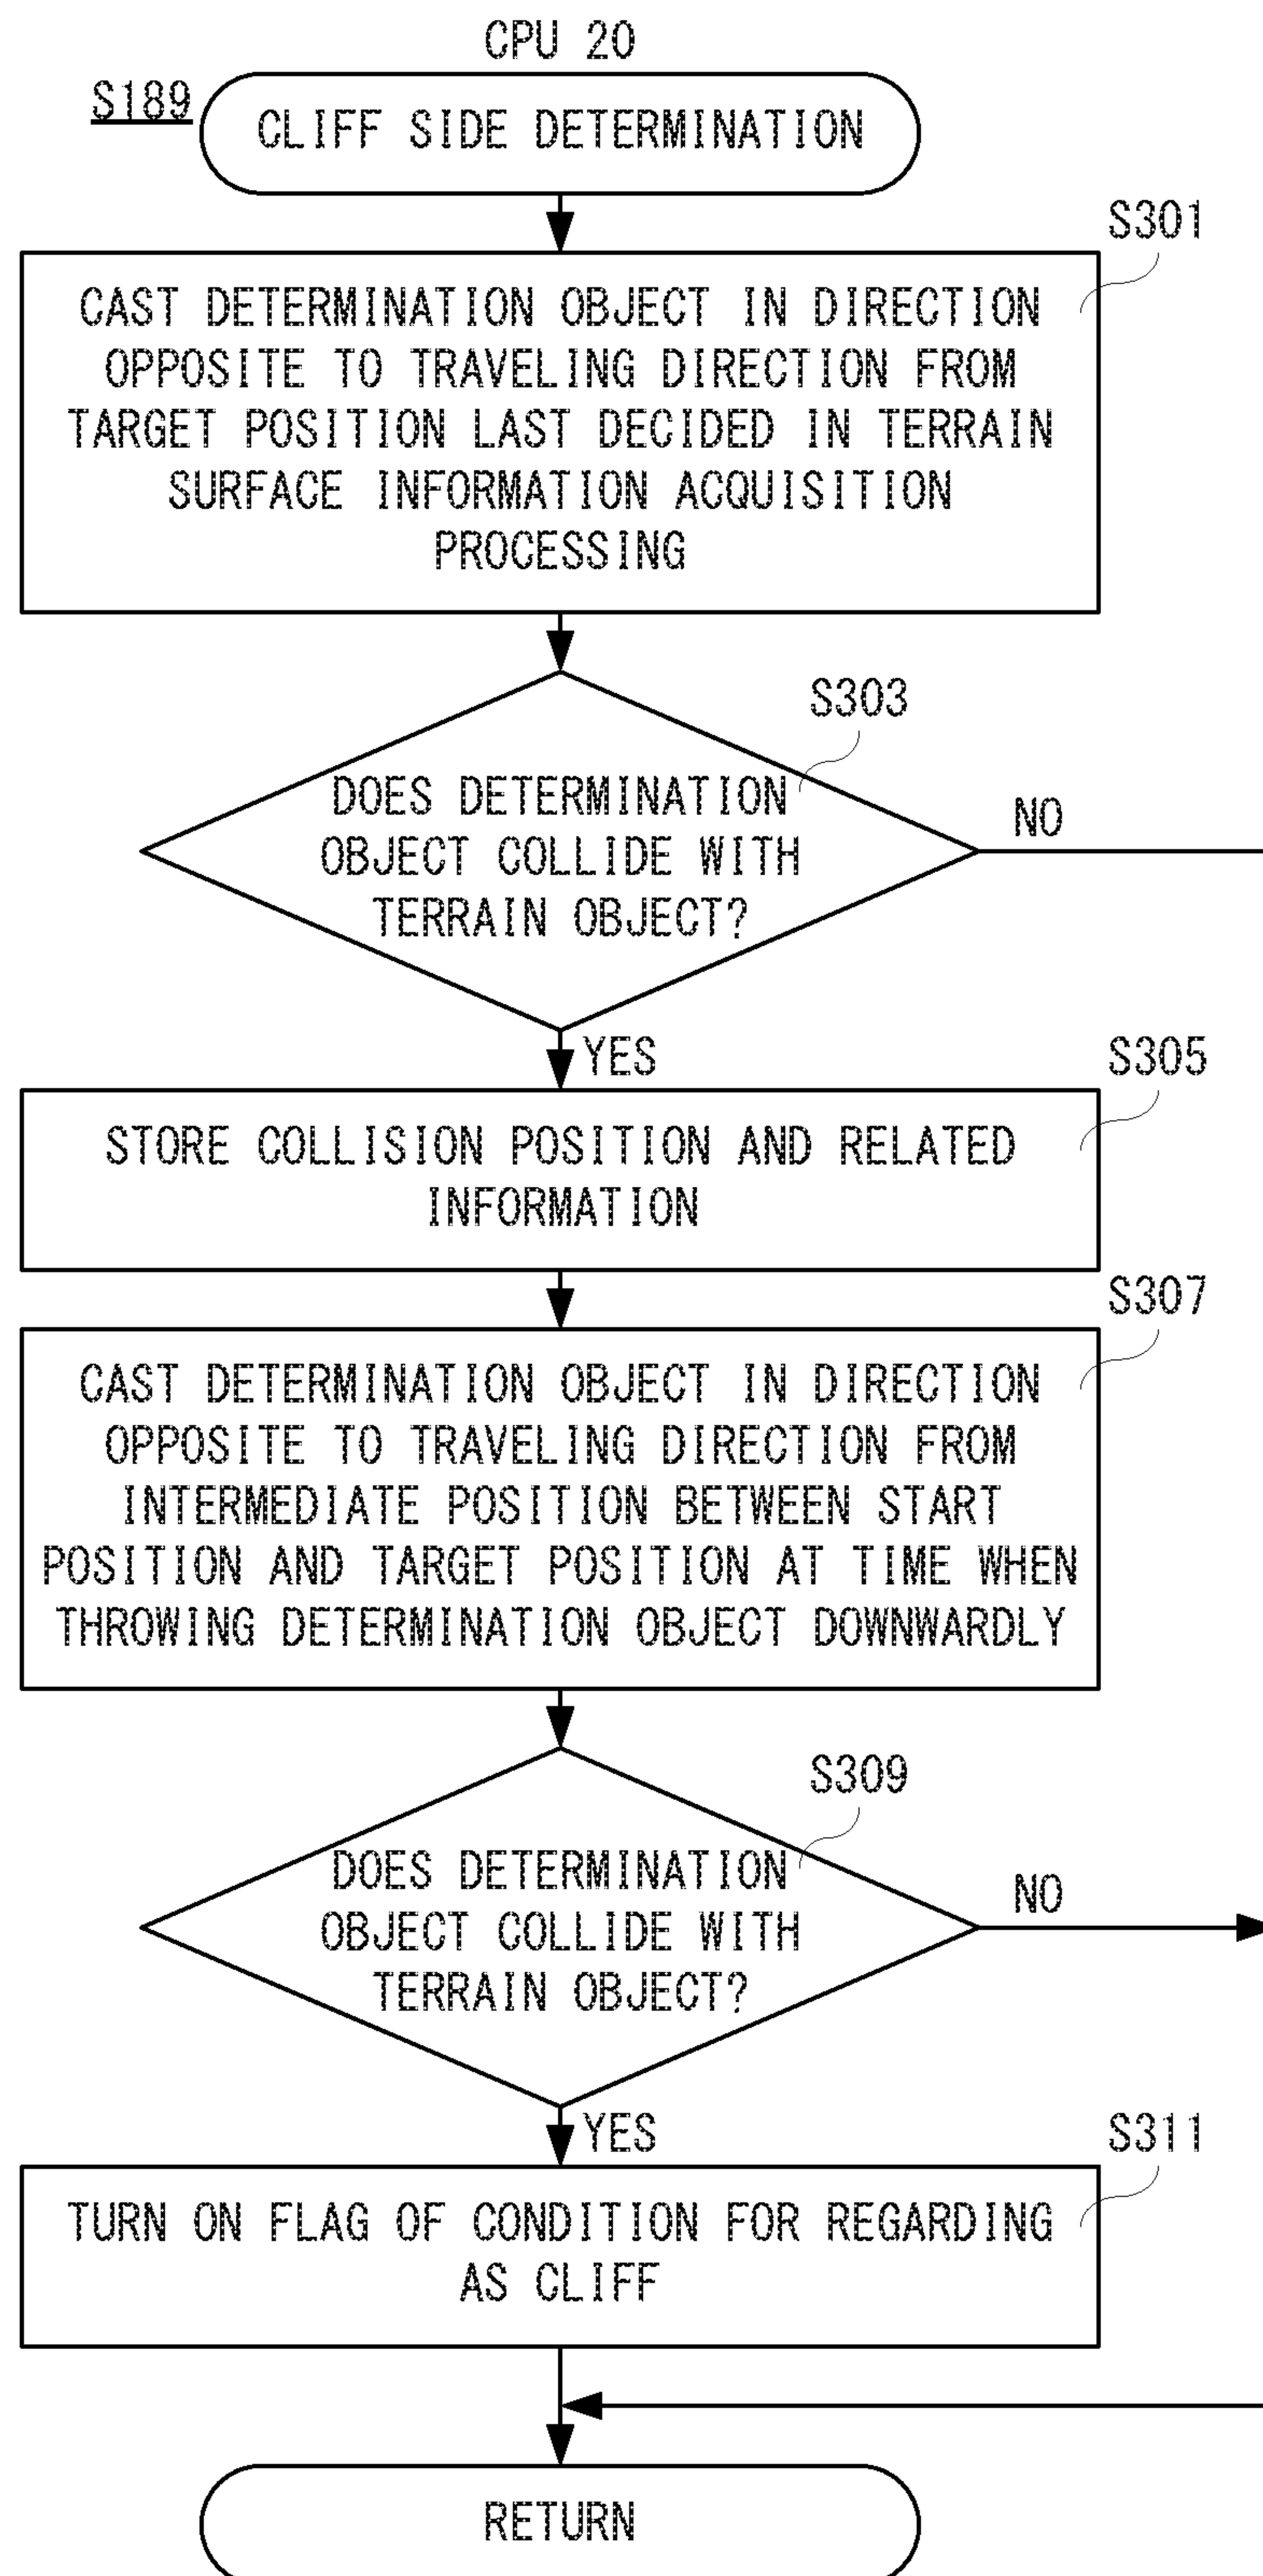 CPU 20
S189
CLIFF SIDE DETERMINATION
S301
CAST DETERMINATION OBJECT IN DIRECTION
OPPOSITE TO TRAVELING DIRECTION FROM
TARGET POSITION LAST DECIDED IN TERRAIN
SURFACE INFORMATION ACQUISITION
PROCESSING
S303
DOES DETERMINATION
OBJECT COLLIDE WITH
TERRAIN OBJECT?
NO
YES
S305
STORE COLLISION POSITION AND RELATED
INFORMATION
S307
CAST DETERMINATION OBJECT IN DIRECTION
OPPOSITE TO TRAVELING DIRECTION FROM
INTERMEDIATE POSITION BETWEEN START
POSITION AND TARGET POSITION AT TIME WHEN
THROWING DETERMINATION OBJECT DOWNWARDLY
S309
DOES DETERMINATION
OBJECT COLLIDE WITH
TERRAIN OBJECT?
NO
YES
S311
TURN ON FLAG OF CONDITION FOR REGARDING
AS CLIFF
RETURN